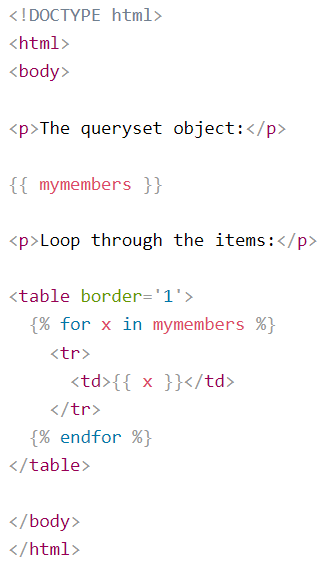 <!DOCTYPE html>
<html>
<body>

<p>The queryset object:</p>

{{ mymembers }}

<p>Loop through the items:</p>

<table border='1'>
  {% for x in mymembers %}
    <tr>
      <td>{{ x }}</td>
    </tr>
  {% endfor %}
</table>

</body>
</html>